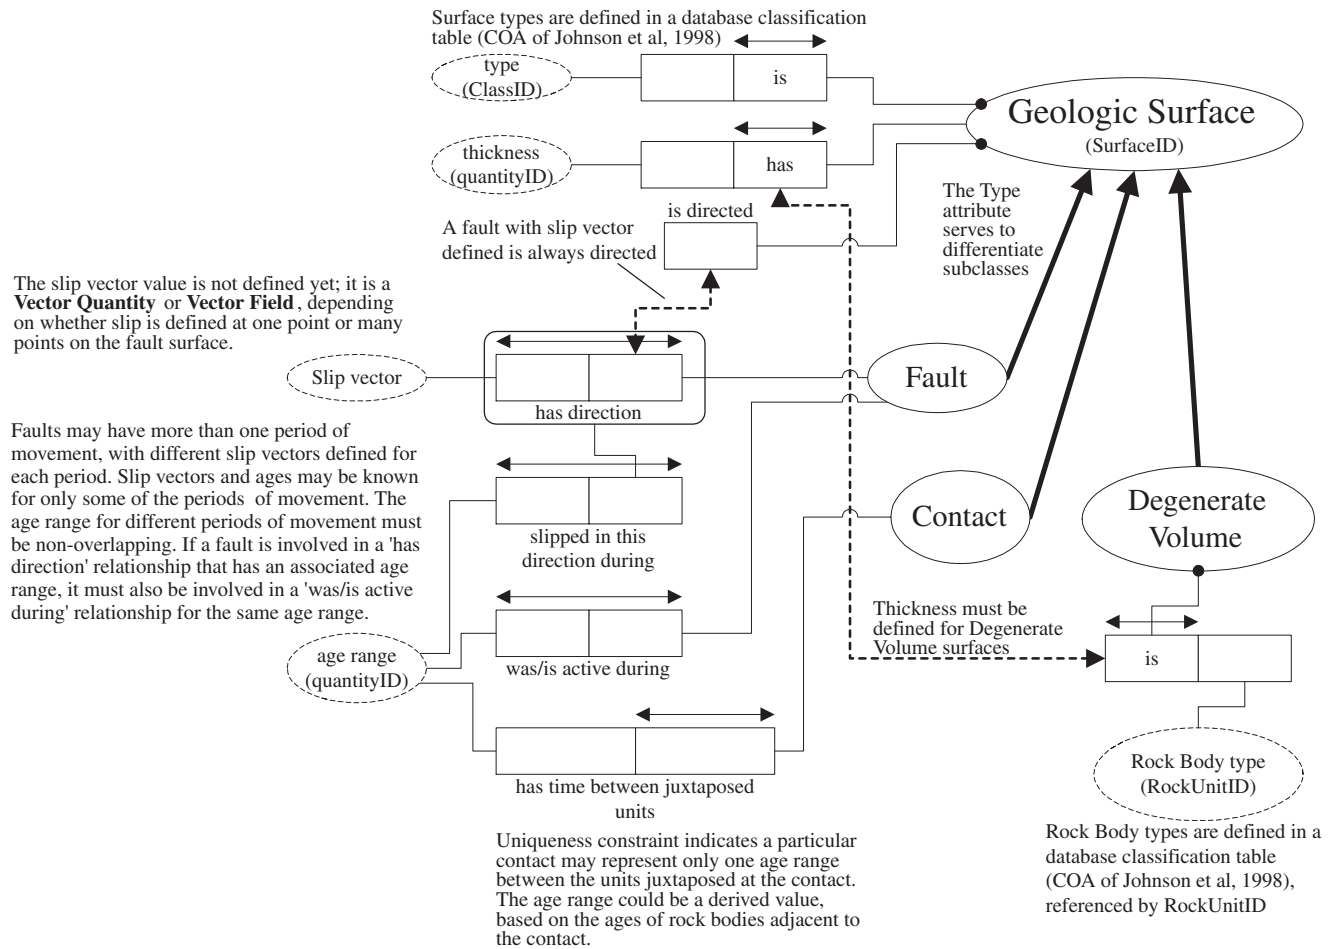 Surface types are defined in a database classification
table (COA of Johnson et al, 1998)
type
(ClassID)
is
Geologic Surface
(SurfaceID)
thickness
(quantityID)
has
The Type
attribute
serves to
differentiate
subclasses
is directed
A fault with slip vector
defined is always directed
The slip vector value is not defined yet; it is a
Vector Quantity or Vector Field, depending
on whether slip is defined at one point or many
points on the fault surface.
Slip vector
has direction
Fault
Faults may have more than one period of
movement, with different slip vectors defined for
each period. Slip vectors and ages may be known
for only some of the periods of movement. The
age range for different periods of movement must
be non-overlapping. If a fault is involved in a 'has
direction' relationship that has an associated age
range, it must also be involved in a 'was/is active
during' relationship for the same age range.
slipped in this
direction during
Contact
Degenerate
Volume
Thickness must be
defined for Degenerate
Volume surfaces
is
age range
(quantityID)
was/is active during
has time between juxtaposed
units
Rock Body type
(RockUnitID)
Uniqueness constraint indicates a particular
contact may represent only one age range
between the units juxtaposed at the contact.
The age range could be a derived value,
based on the ages of rock bodies adjacent to
the contact.
Rock Body types are defined in a
database classification table
(COA of Johnson et al, 1998),
referenced by RockUnitID